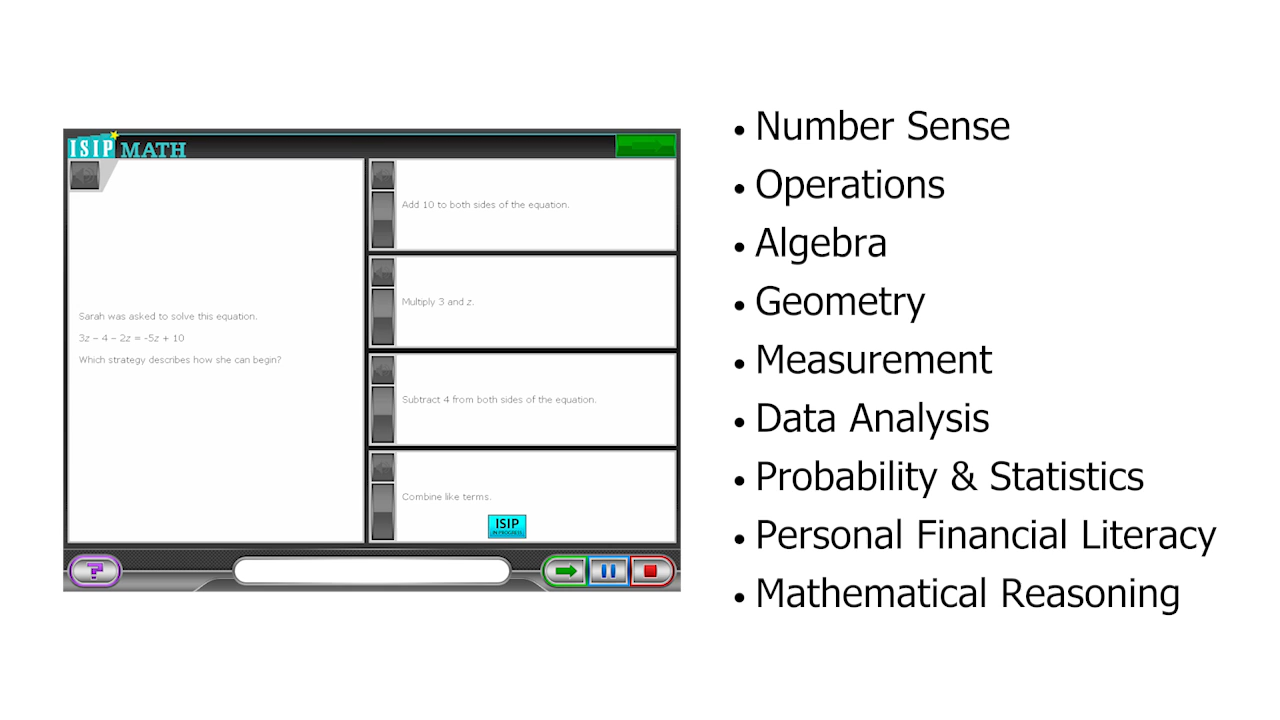 ISIP MATH
Sarah was asked to solve this equation.
3z – 4 – 2z = -5z + 10
Which strategy describes how she can begin?
Add 10 to both sides of the equation.
Multiply 3 and z.
Subtract 4 from both sides of the equation.
Combine like terms.
ISIP
IN PROGRESS
?
• Number Sense
• Operations
• Algebra
• Geometry
• Measurement
• Data Analysis
• Probability & Statistics
• Personal Financial Literacy
• Mathematical Reasoning